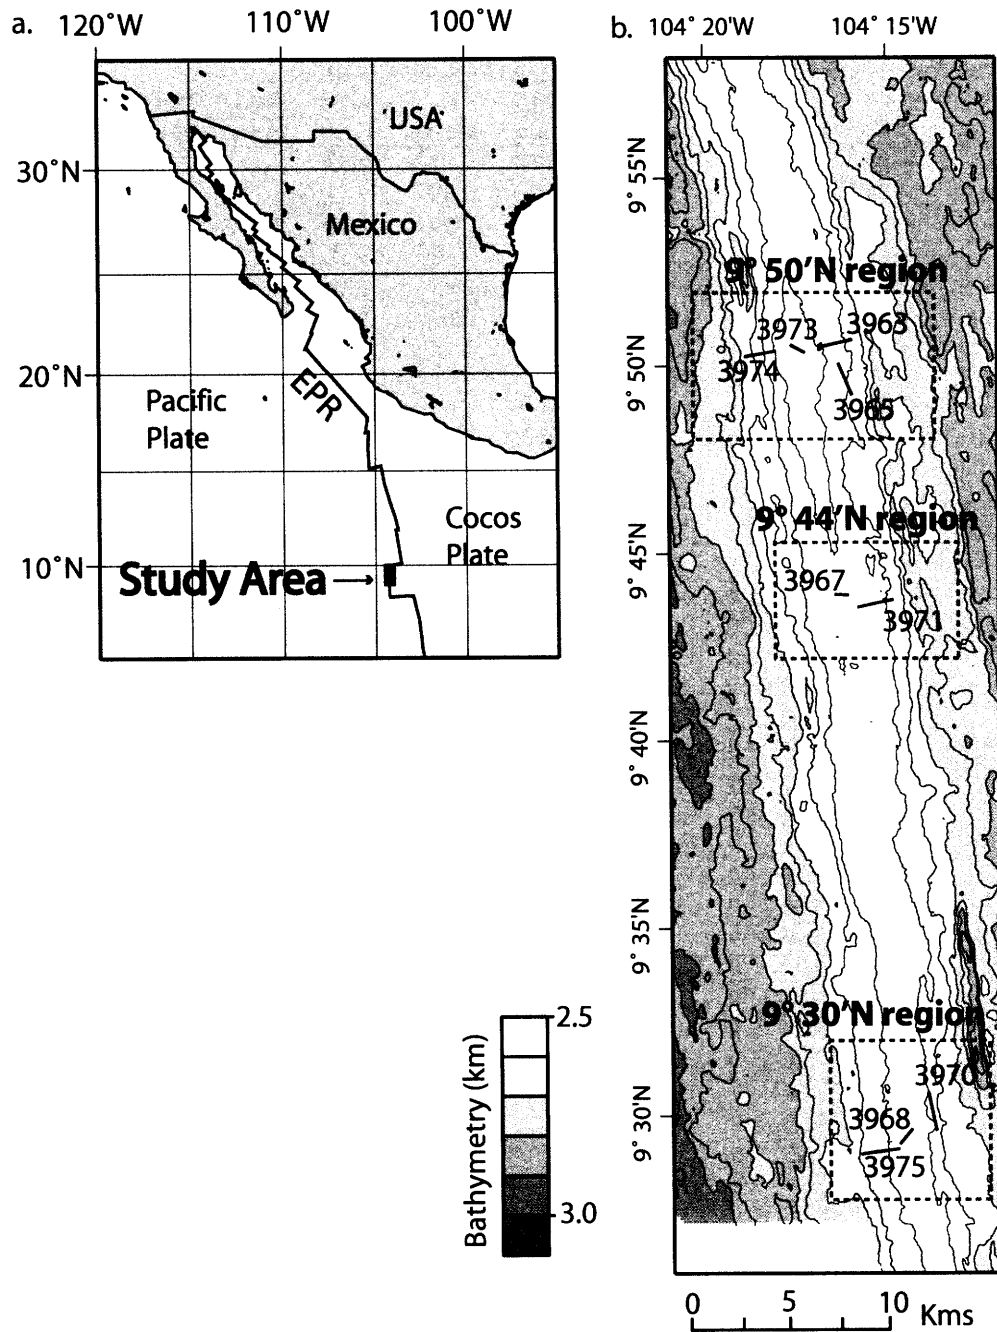 a.
120˚W
110˚W
100˚W
30˚N
20˚N
10˚N
USA
Mexico
EPR
Pacific
Plate
Cocos
Plate
Study Area
b.
104˚ 20'W
104˚ 15'W
9˚ 55'N
9˚ 50'N
9˚ 45'N
9˚ 40'N
9˚ 35'N
9˚ 30'N
9˚ 50'N region
3973
3963
3974
3965
9˚ 44'N region
3967
3971
9˚ 30'N region
3970
3968
3975
Bathymetry (km)
2.5
3.0
0
5
10
Kms